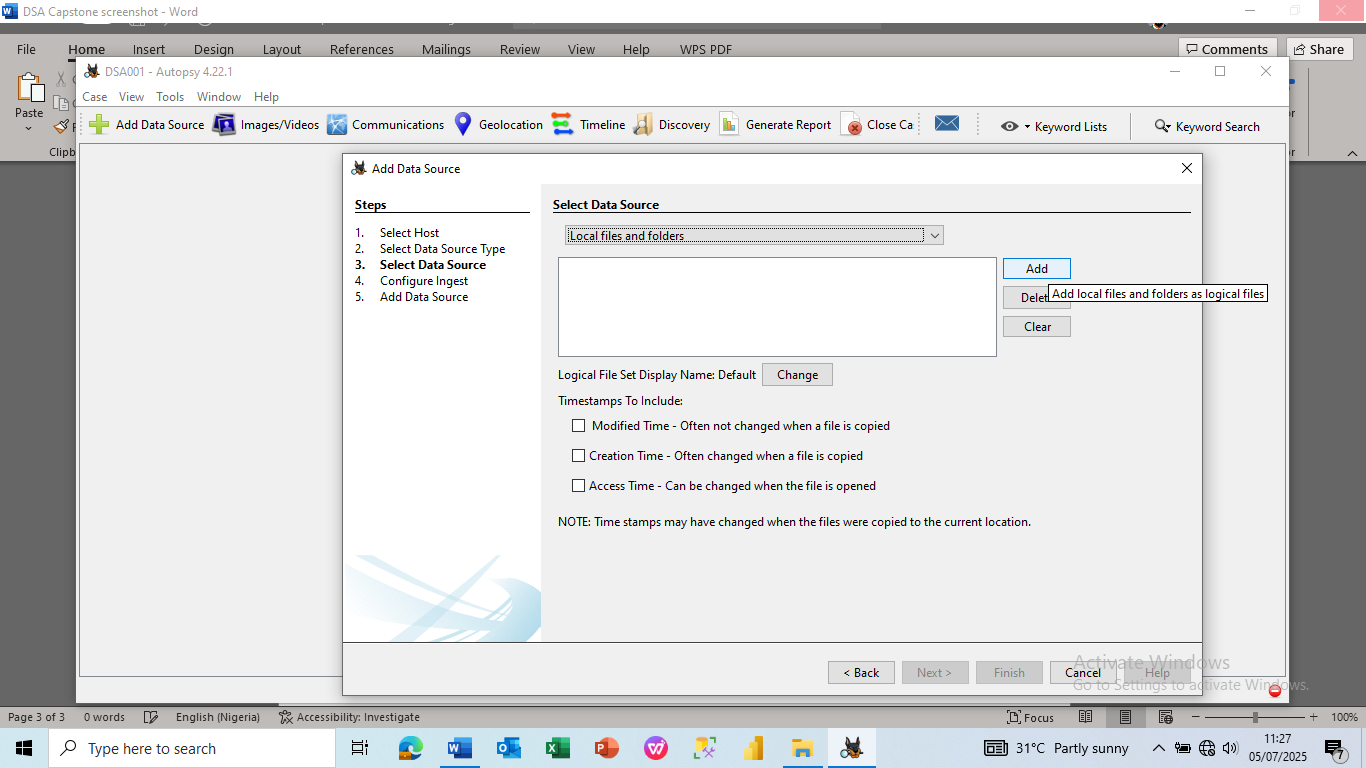 DSA Capstone screenshot - Word
File Home Insert Design Layout References Mailings Review View Help WPS PDF Comments Share
Paste
Clipb
DSA001 - Autopsy 4.22.1
Case View Tools Window Help
Add Data Source Images/Videos Communications Geolocation Timeline Discovery Generate Report Close Ca Keyword Lists Keyword Search
Add Data Source
Steps
1. Select Host
2. Select Data Source Type
3. Select Data Source
4. Configure Ingest
5. Add Data Source
Select Data Source
Local files and folders
Add
Delet
Add local files and folders as logical files
Clear
Logical File Set Display Name: Default Change
Timestamps To Include:
Modified Time - Often not changed when a file is copied
Creation Time - Often changed when a file is copied
Access Time - Can be changed when the file is opened
NOTE: Time stamps may have changed when the files were copied to the current location.
< Back Next > Finish Cancel Help
Activate Windows
Go to Settings to activate Windows.
Page 3 of 3 0 words English (Nigeria) Accessibility: Investigate Focus 100%
Type here to search
31°C Partly sunny
11:27
05/07/2025
7